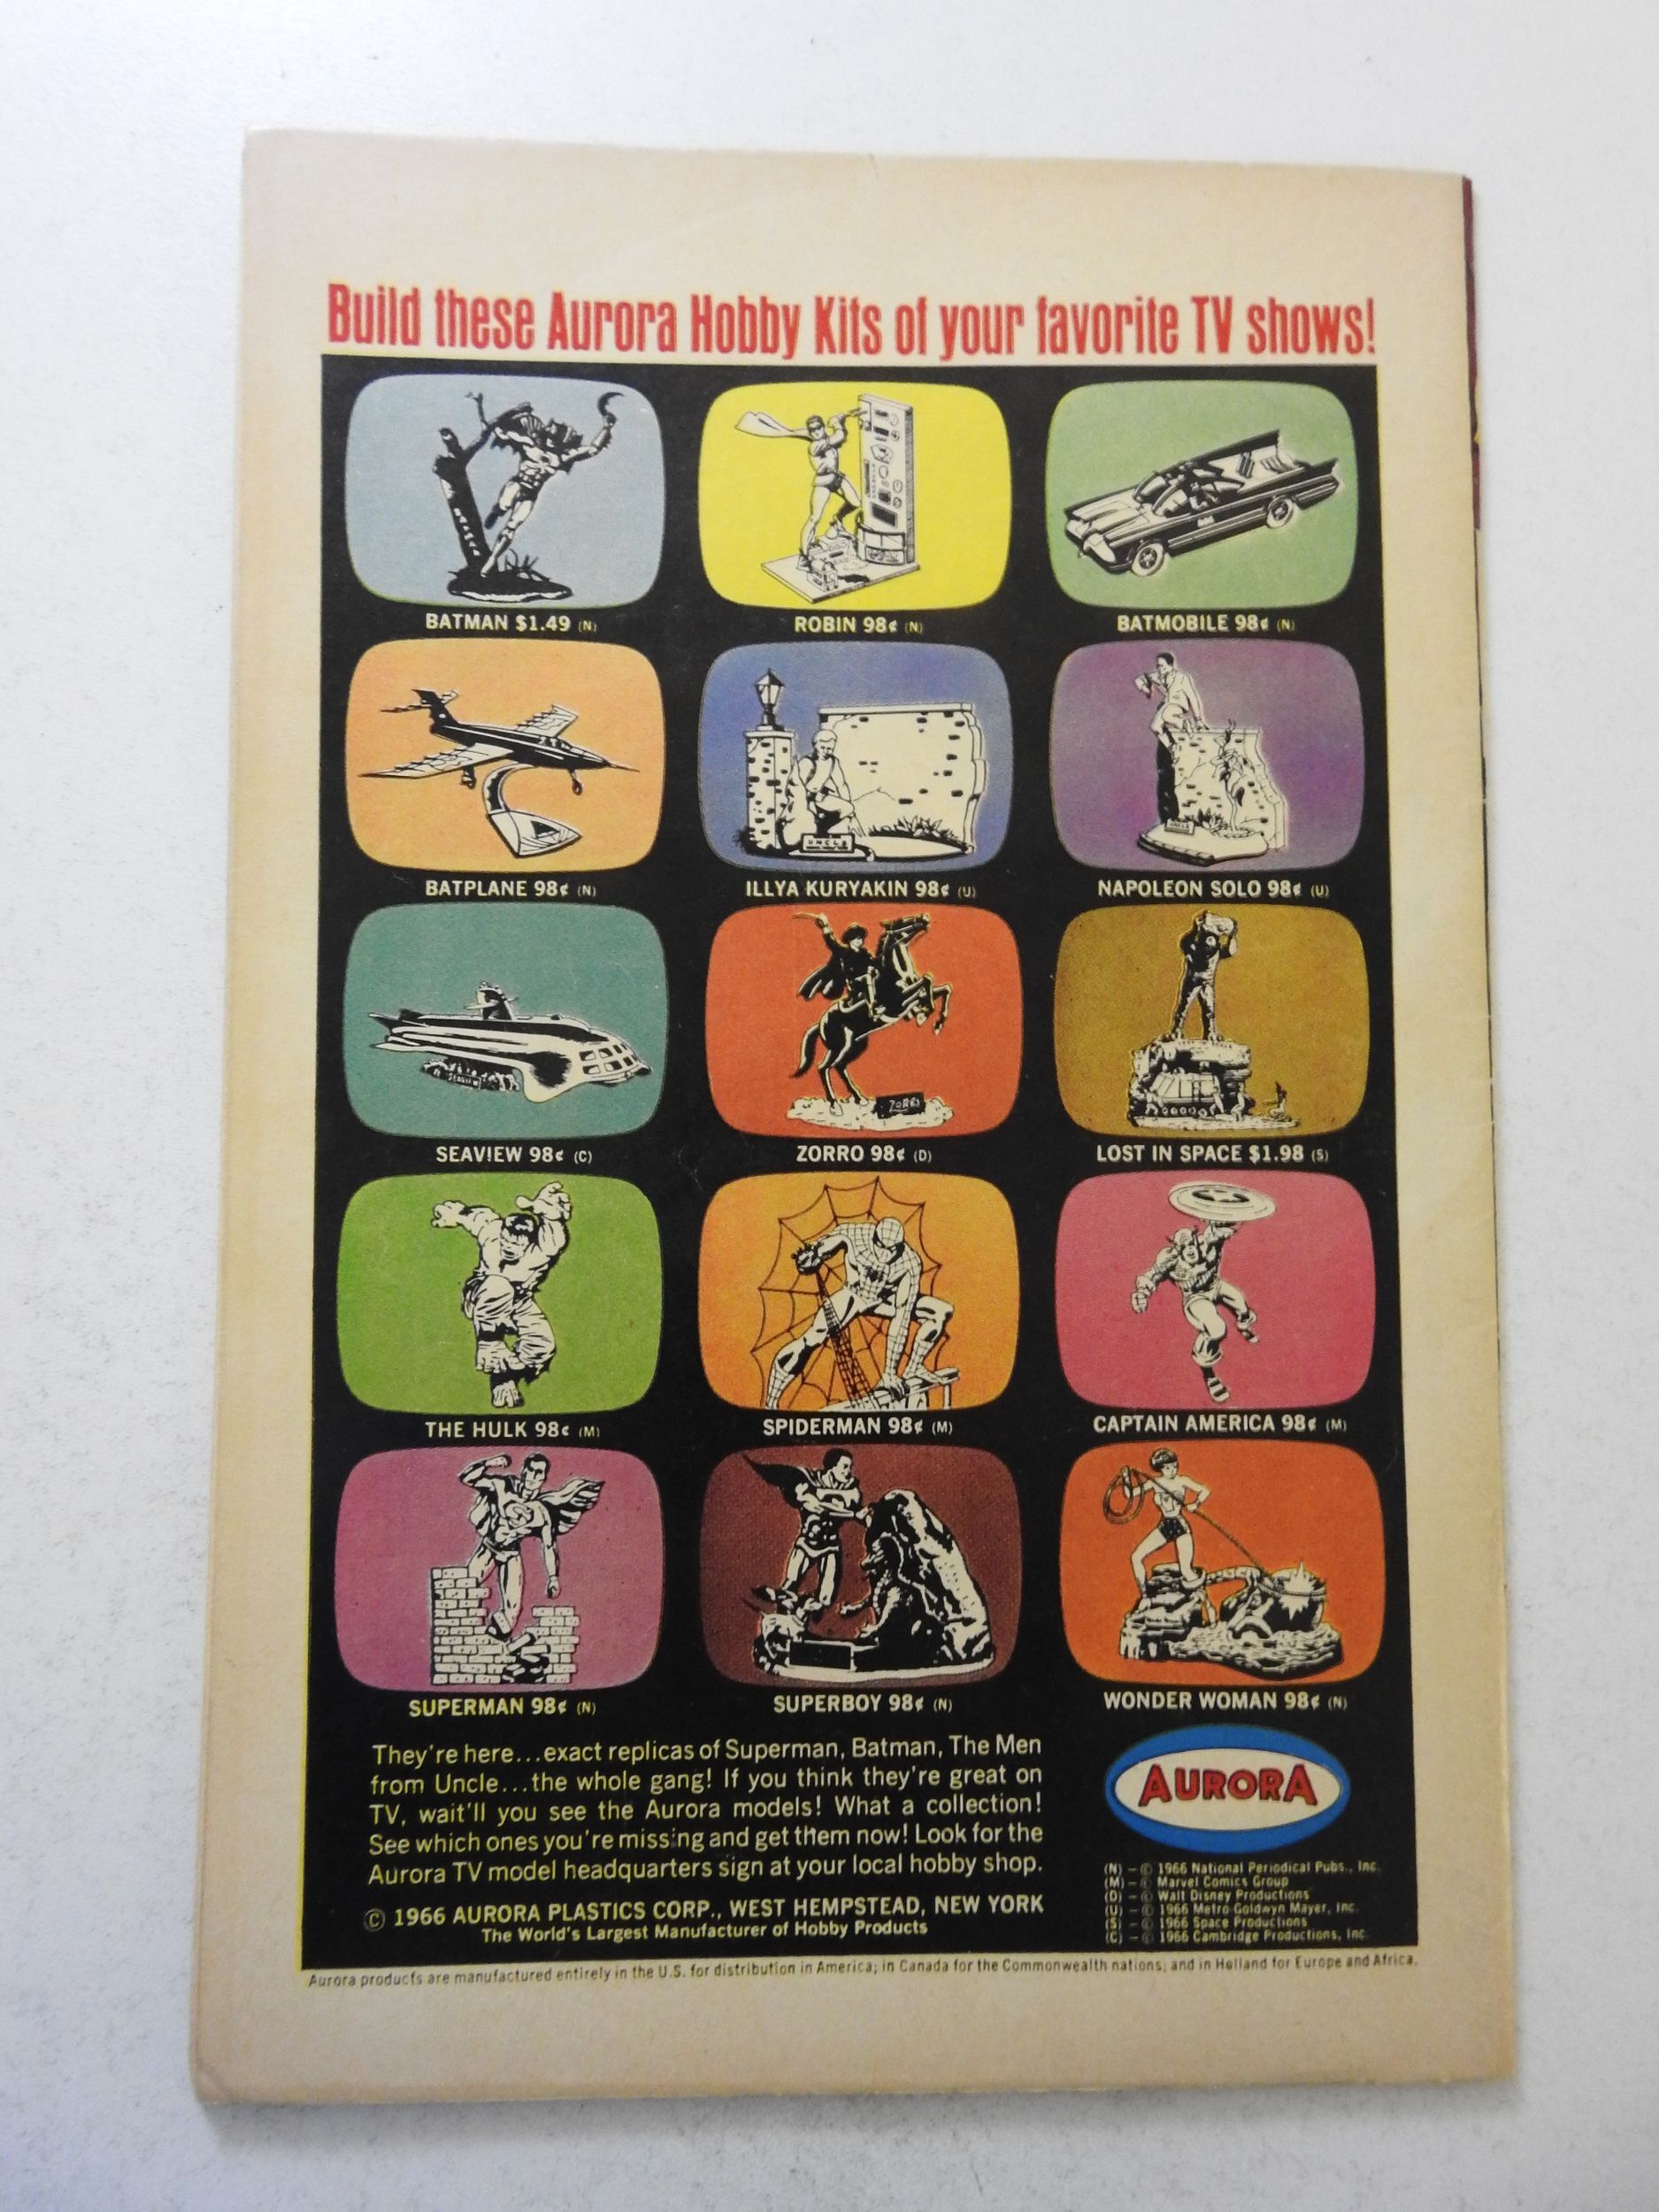 Build these Aurora Hobby Kits of your favorite TV shows!
BATMAN $1.49 (N)
ROBIN 98¢ (N)
BATMOBILE 98¢ (N)
UNCLE
UNCLE
BATPLANE 98¢ (N)
ILLYA KURYAKIN 98¢ (U)
NAPOLEON SOLO 98¢ (U)
SEAVIEW
ZORRO
SEAVIEW 98¢ (C)
ZORRO 98¢ (D)
LOST IN SPACE $1.98 (S)
THE HULK 98¢ (M)
SPIDERMAN 98¢ (M)
CAPTAIN AMERICA 98¢ (M)
SUPERMAN 98¢ (N)
SUPERBOY 98¢ (N)
WONDER WOMAN 98¢ (N)
They're here...exact replicas of Superman, Batman, The Men
from Uncle...the whole gang! If you think they're great on
TV, wait'll you see the Aurora models! What a collection!
See which ones you're missing and get them now! Look for the
Aurora TV model headquarters sign at your local hobby shop.
© 1966 AURORA PLASTICS CORP., WEST HEMPSTEAD, NEW YORK
The World's Largest Manufacturer of Hobby Products
AURORA
(N) – © 1966 National Periodical Pubs., Inc.
(M) – © Marvel Comics Group
(D) – © Walt Disney Productions
(U) – © 1966 Metro-Goldwyn Mayer, Inc.
(S) – © 1966 Space Productions
(C) – © 1966 Cambridge Productions, Inc.
Aurora products are manufactured entirely in the U.S. for distribution in America; in Canada for the Commonwealth nations; and in Holland for Europe and Africa.